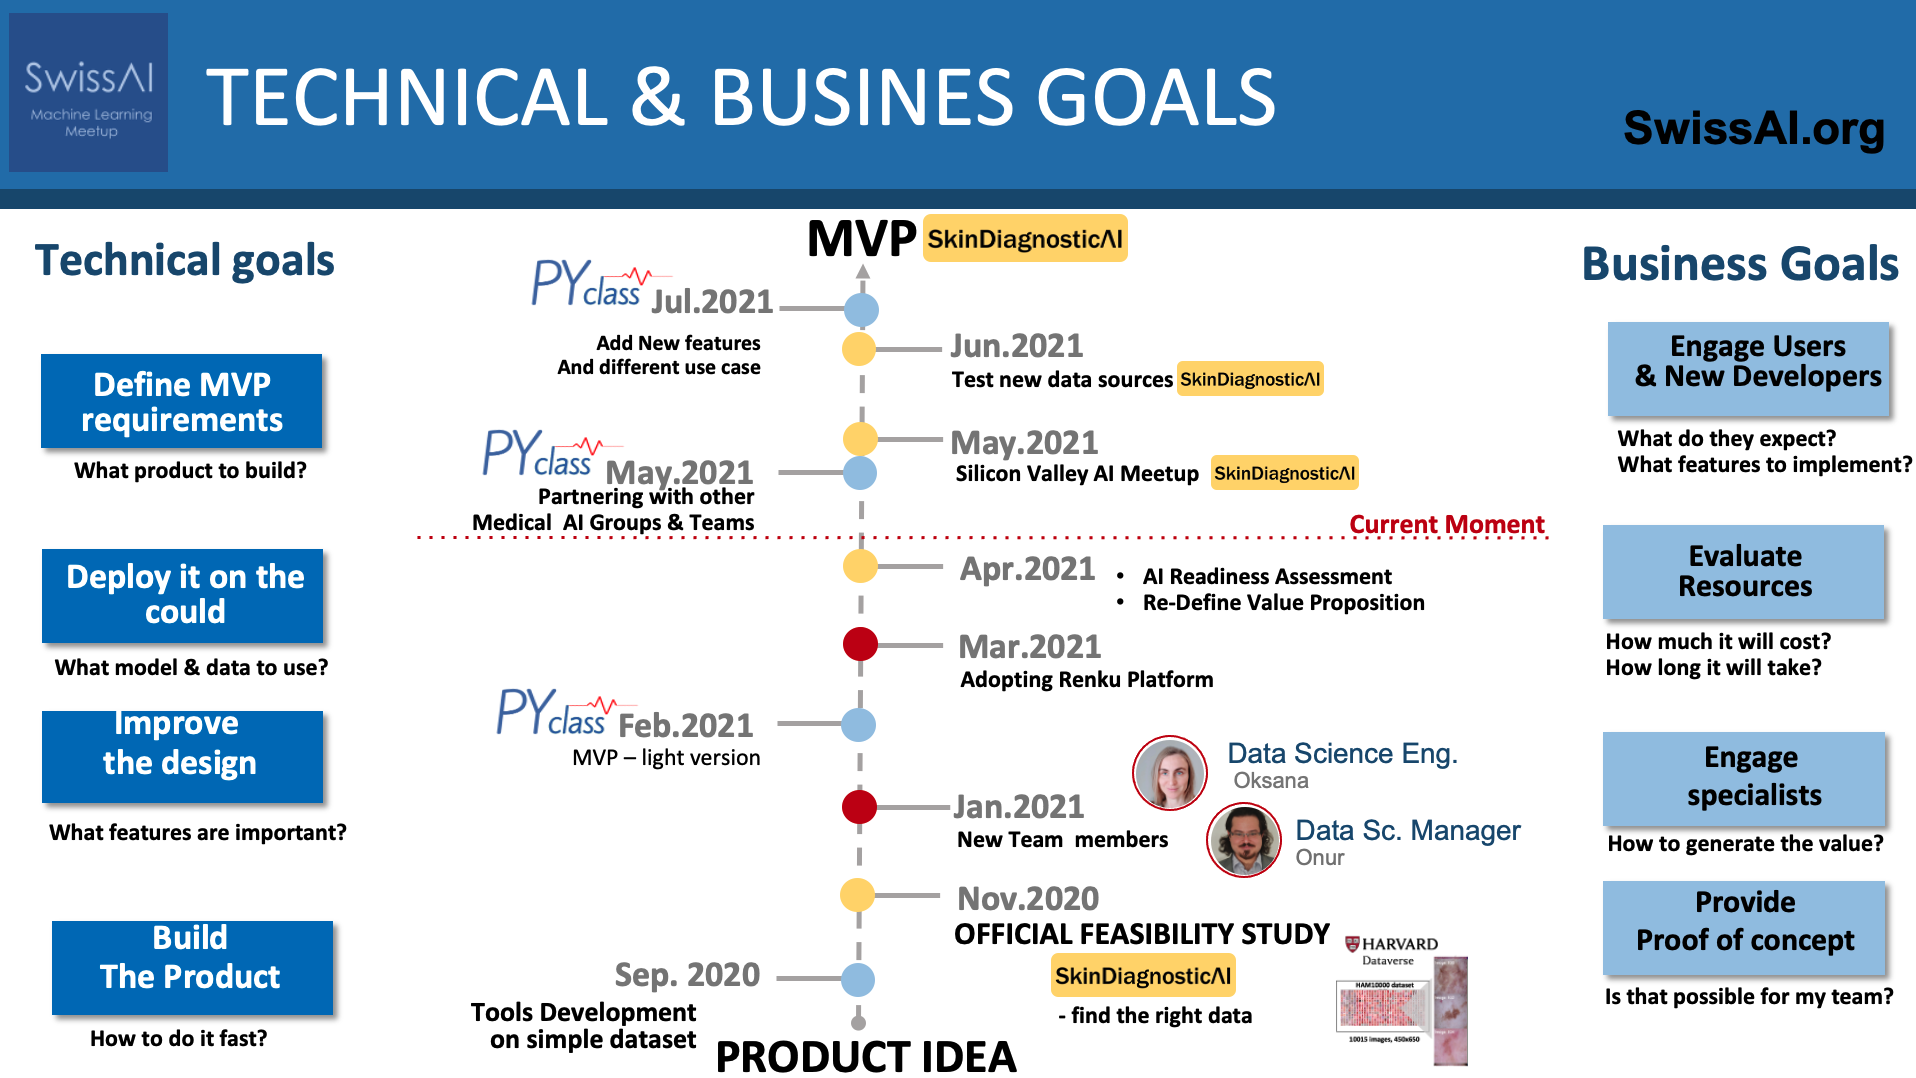 SwissAI
Machine Learning
Meetup
TECHNICAL & BUSINES GOALS
SwissAI.org
Technical goals
Define MVP
requirements
What product to build?
Deploy it on the
could
What model & data to use?
Improve
the design
What features are important?
Build
The Product
How to do it fast?
MVP SkinDiagnosticAI
PYclass Jul.2021
Add New features
And different use case
Jun.2021
Test new data sources SkinDiagnosticAI
May.2021
Silicon Valley AI Meetup SkinDiagnosticAI
PYclass May.2021
Partnering with other
Medical AI Groups & Teams
Current Moment
Apr.2021
• AI Readiness Assessment
• Re-Define Value Proposition
Mar.2021
Adopting Renku Platform
PYclass Feb.2021
MVP – light version
Data Science Eng.
Oksana
Jan.2021
New Team members
Data Sc. Manager
Onur
Nov.2020
OFFICIAL FEASIBILITY STUDY
SkinDiagnosticAI
- find the right data
HARVARD
Dataverse
HAM10000 dataset
10015 images, 450x650
Sep. 2020
Tools Development
on simple dataset
PRODUCT IDEA
Business Goals
Engage Users
& New Developers
What do they expect?
What features to implement?
Evaluate
Resources
How much it will cost?
How long it will take?
Engage
specialists
How to generate the value?
Provide
Proof of concept
Is that possible for my team?